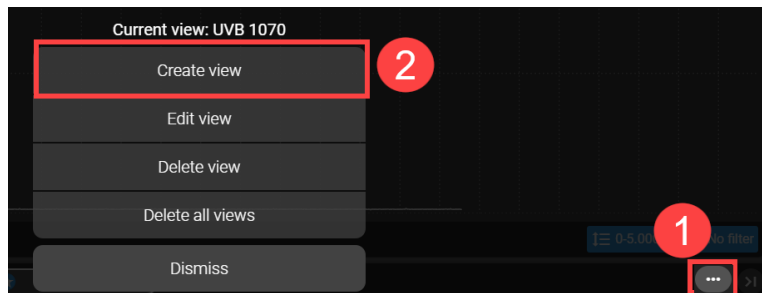 Current view: UVB 1070
Create view
2
Edit view
Delete view
Delete all views
1
0-5.00
No filter
Dismiss
...